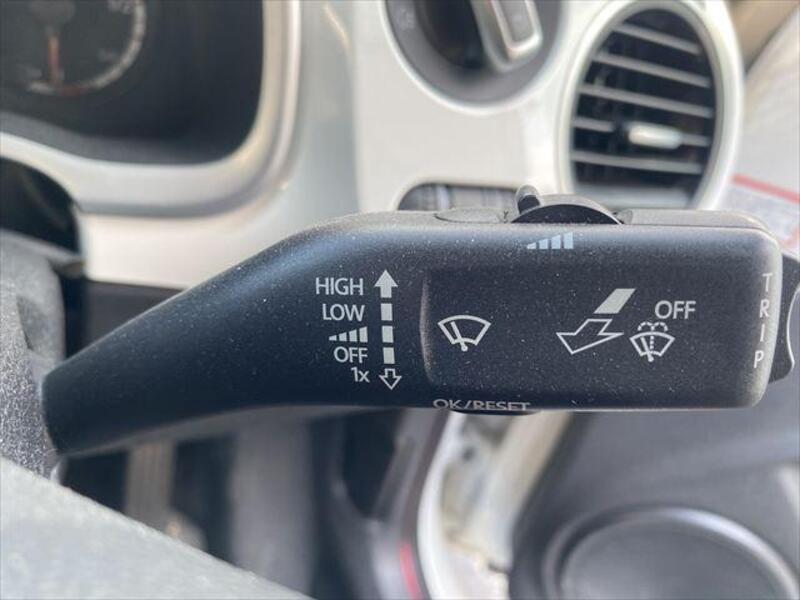 HIGH
LOW
OFF
1x
OFF
TRIP
OK/RESET